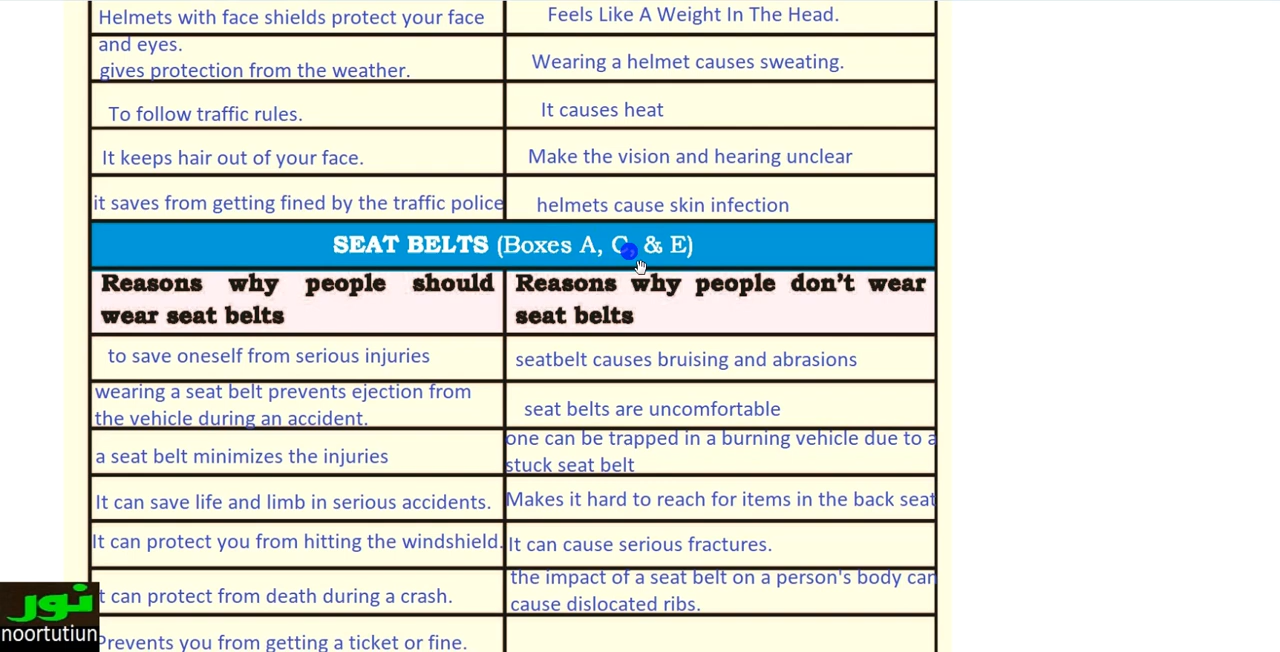 Helmets with face shields protect your face
and eyes.
gives protection from the weather.
Feels Like A Weight In The Head.
Wearing a helmet causes sweating.
To follow traffic rules.
It causes heat
It keeps hair out of your face.
Make the vision and hearing unclear
it saves from getting fined by the traffic police
helmets cause skin infection
SEAT BELTS (Boxes A, C, & E)
Reasons why people should
wear seat belts
Reasons why people don't wear
seat belts
to save oneself from serious injuries
seatbelt causes bruising and abrasions
wearing a seat belt prevents ejection from
the vehicle during an accident.
seat belts are uncomfortable
a seat belt minimizes the injuries
one can be trapped in a burning vehicle due to a
stuck seat belt
It can save life and limb in serious accidents.
Makes it hard to reach for items in the back seat
It can protect you from hitting the windshield.
It can cause serious fractures.
t can protect from death during a crash.
the impact of a seat belt on a person's body can
cause dislocated ribs.
Prevents you from getting a ticket or fine.
نور
noortutiun